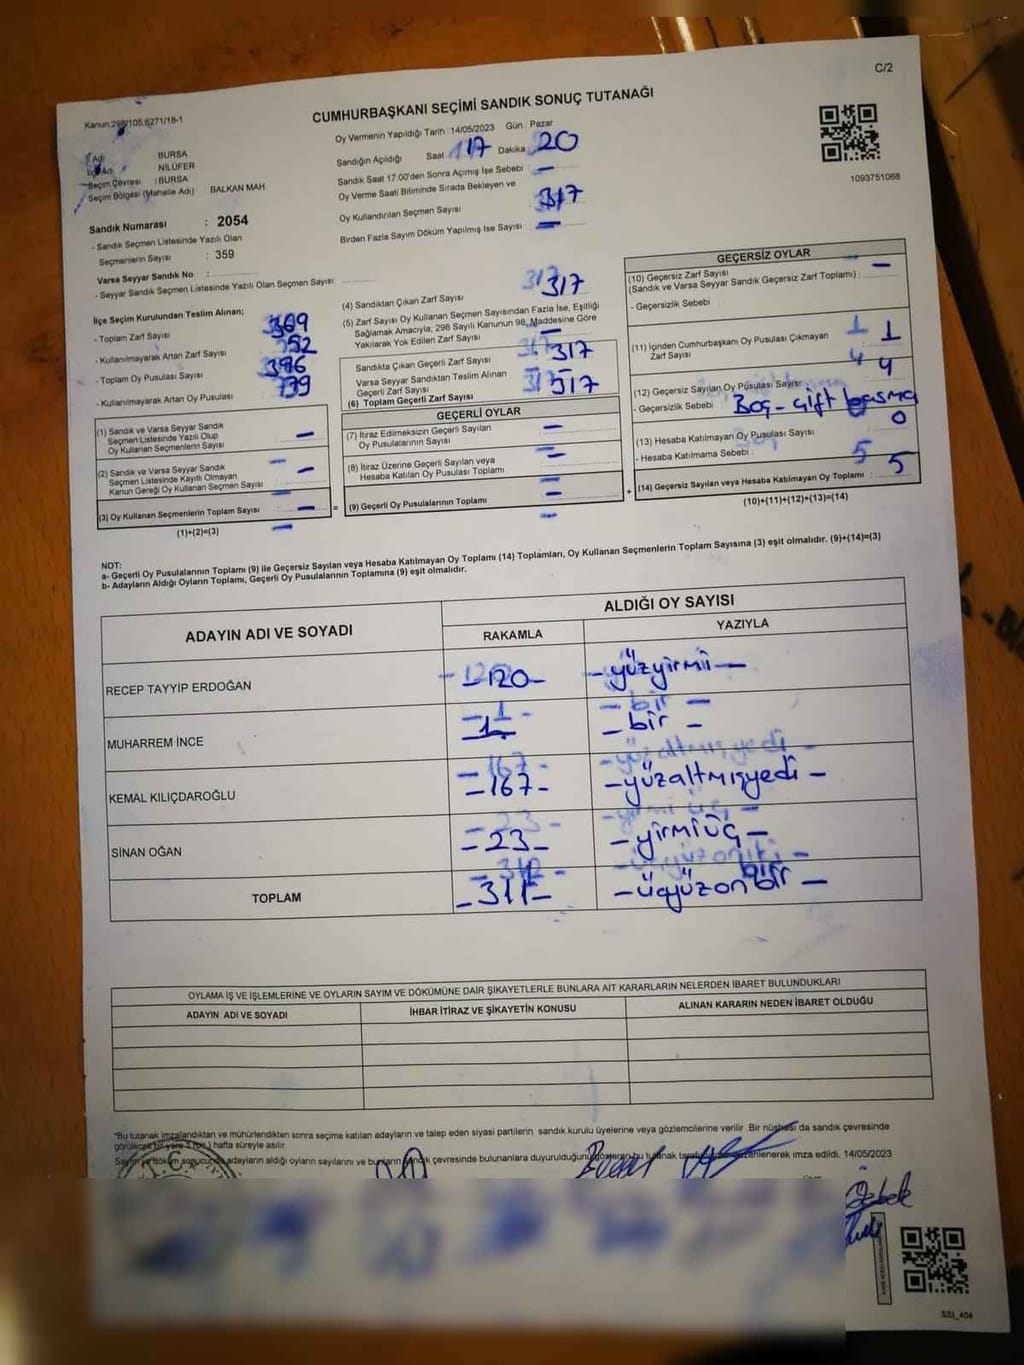 C/2
Kanun:298/105,6271/18-1
CUMHURBAŞKANI SEÇİMİ SANDIK SONUÇ TUTANAĞI
Oy Vermenin Yapıldığı Tarih : 14/05/2023 Gün : Pazar
İl Adı BURSA
İlçe Adı NİLÜFER
Seçim Çevresi : BURSA
Seçim Bölgesi (Mahalle Adı) : BALKAN MAH
Sandık Numarası : 2054
- Sandık Seçmen Listesinde Yazılı Olan
Seçmenlerin Sayısı : 359
Varsa Seyyar Sandık No :
- Seyyar Sandık Seçmen Listesinde Yazılı Olan Seçmen Sayısı :
Sandığın Açıldığı Saat 17 Dakika : 20
Sandık Saat 17:00'den Sonra Açımış İse Sebebi : –
Oy Verme Saati Bitiminde Sırada Bekleyen ve
Oy Kullandırılan Seçmen Sayısı 317
Birden Fazla Sayım Döküm Yapılmış İse Sayısı : –
1093751068
İlçe Seçim Kurulundan Teslim Alınan;
- Toplam Zarf Sayısı 369
- Kullanılmayarak Artan Zarf Sayısı 52
- Toplam Oy Pusulası Sayısı 396
- Kullanılmayarak Artan Oy Pusulası
(4) Sandıktan Çıkan Zarf Sayısı 317 317
(5) Zarf Sayısı Oy Kullanan Seçmen Sayısından Fazla İse, Eşitliği
Sağlamak Amacıyla; 298 Sayılı Kanunun 98. Maddesine Göre
Yakılarak Yok Edilen Zarf Sayısı –
Sandıkta Çıkan Geçerli Zarf Sayısı 317
Varsa Seyyar Sandıktan Teslim Alınan
Geçerli Zarf Sayısı –
(6) Toplam Geçerli Zarf Sayısı 317
(1) Sandık ve Varsa Seyyar Sandık
Seçmen Listesinde Yazılı Olup
Oy Kullanan Seçmenlerin Sayısı –
(2) Sandık ve Varsa Seyyar Sandık
Seçmen Listesinde Kayıtlı Olmayan
Kanun Gereği Oy Kullanan Seçmen Sayısı –
(3) Oy Kullanan Seçmenlerin Toplam Sayısı : –
(1)+(2)=(3)
=
GEÇERLİ OYLAR
(7) İtiraz Edilmeksizin Geçerli Sayılan
Oy Pusulalarının Sayısı –
(8) İtiraz Üzerine Geçerli Sayılan veya
Hesaba Katılan Oy Pusulası Toplamı –
(9) Geçerli Oy Pusulalarının Toplamı –
+
GEÇERSİZ OYLAR
(10) Geçersiz Zarf Sayısı
(Sandık ve Varsa Seyyar Sandık Geçersiz Zarf Toplamı) : –
- Geçersizlik Sebebi
(11) İçinden Cumhurbaşkanı Oy Pusulası Çıkmayan
Zarf Sayısı 1 1
(12) Geçersiz Sayılan Oy Pusulası Sayısı 4 4
- Geçersizlik Sebebi : Boş - çift basma
(13) Hesaba Katılmayan Oy Pusulası Sayısı 0
- Hesaba Katılmama Sebebi :
(14) Geçersiz Sayılan veya Hesaba Katılmayan Oy Toplamı : 5 5
(10)+(11)+(12)+(13)=(14)
NOT:
a- Geçerli Oy Pusulalarının Toplamı (9) ile Geçersiz Sayılan veya Hesaba Katılmayan Oy Toplamı (14) Toplamları, Oy Kullanan Seçmenlerin Toplam Sayısına (3) eşit olmalıdır. (9)+(14)=(3)
b- Adayların Aldığı Oyların Toplamı, Geçerli Oy Pusulalarının Toplamına (9) eşit olmalıdır.
ADAYIN ADI VE SOYADI ALDIĞI OY SAYISI
RAKAMLA YAZIYLA
RECEP TAYYİP ERDOĞAN -120- -yüzyirmi-
MUHARREM İNCE -1- -bir-
KEMAL KILIÇDAROĞLU -167- -yüzaltmışyedi-
SİNAN OĞAN -23- -yirmiüç-
TOPLAM -311- -üçyüzonbir-
OYLAMA İŞ VE İŞLEMLERİNE VE OYLARIN SAYIM VE DÖKÜMÜNE DAİR ŞİKAYETLERLE BUNLARA AİT KARARLARIN NELERDEN İBARET BULUNDUKLARI
ADAYIN ADI VE SOYADI İHBAR İTİRAZ VE ŞİKAYETİN KONUSU ALINAN KARARIN NEDEN İBARET OLDUĞU
*Bu tutanak imzalandıktan ve mühürlendikten sonra seçime katılan adayların ve talep eden siyasi partilerin sandık kurulu üyelerine veya gözlemcilerine verilir. Bir nüshası da sandık çevresinde
görülecek bir yere 1 (bir) hafta süreyle asılır.
Sayım ve döküm sonucunda adayların aldığı oyların sayılarını ve bunların sandık çevresinde bulunanlara duyurulduğunu gösteren bu tutanak düzenlenerek imza edildi. 14/05/2023
SSI_404